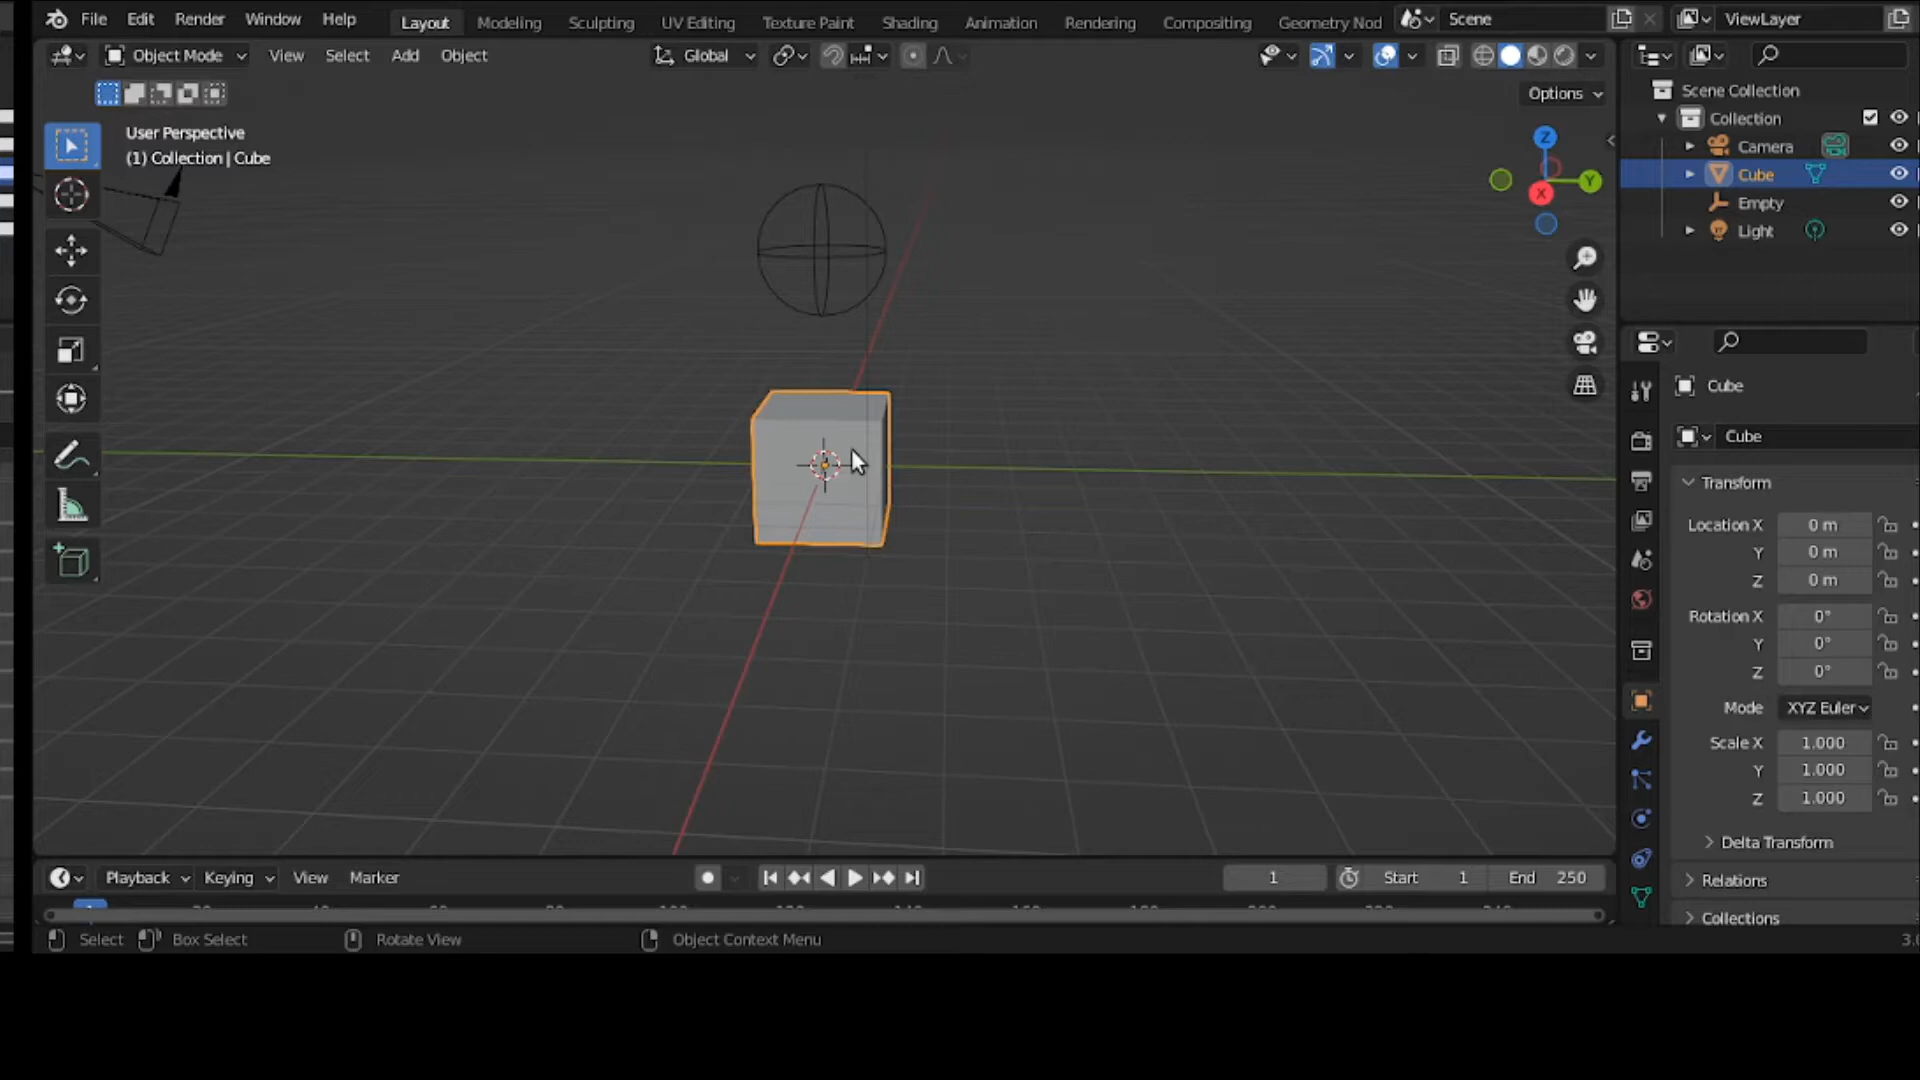 File Edit Render Window Help Layout Modeling Sculpting UV Editing Texture Paint Shading Animation Rendering Compositing Geometry Nod Scene ViewLayer
Object Mode View Select Add Object Global
Options
User Perspective
(1) Collection | Cube
Z
Y
X
Scene Collection
Collection
Camera
Cube
Empty
Light
Cube
Cube
Transform
Location X 0 m
Y 0 m
Z 0 m
Rotation X 0°
Y 0°
Z 0°
Mode XYZ Euler
Scale X 1.000
Y 1.000
Z 1.000
Delta Transform
Relations
Collections
Playback Keying View Marker 1 Start 1 End 250
Select Box Select Rotate View Object Context Menu 3.0